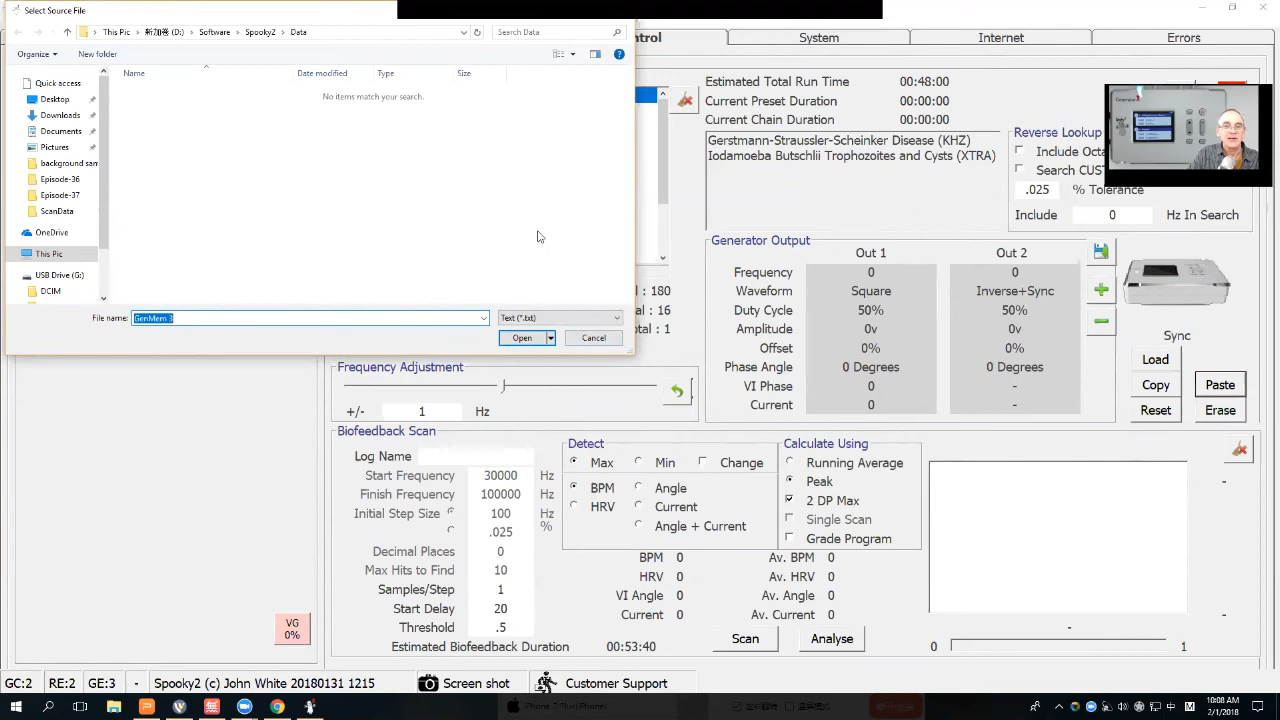 Select Source File
This Pic > 新加卷 (D:) > Software > Spooky2 > Data
Search Data
Organize
New folder
Name
Date modified
Type
Size
No items match your search.
Quick access
Desktop
Downloads
Documents
Pictures
background sam
Episode-36
Episode-37
ScanData
OneDrive
This Pic
USB Drive (G:)
DCIM
File name:
GenMem 3
Text (*.txt)
Open
Cancel
ntrol
System
Internet
Errors
Estimated Total Run Time 00:48:00
Current Preset Duration 00:00:00
Current Chain Duration 00:00:00
Gerstmann-Straussler-Scheinker Disease (KHZ)
Iodamoeba Butschlii Trophozoites and Cysts (XTRA)
Reverse Lookup
Include Octa
Search CUST
.025 % Tolerance
Include 0 Hz In Search
: 180
: 16
: 1
Generator Output
Out 1 Out 2
Frequency 0 0
Waveform Square Inverse+Sync
Duty Cycle 50% 50%
Amplitude 0v 0v
Offset 0% 0%
Phase Angle 0 Degrees 0 Degrees
VI Phase 0 -
Current 0 -
Sync
Load
Copy Paste
Reset Erase
Frequency Adjustment
+/- 1 Hz
Biofeedback Scan
Log Name
Start Frequency 30000 Hz
Finish Frequency 100000 Hz
Initial Step Size 100 Hz
.025 %
Decimal Places 0
Max Hits to Find 10
Samples/Step 1
Start Delay 20
Threshold .5
Estimated Biofeedback Duration 00:53:40
Detect
Max Min Change
BPM Angle
HRV Current
Angle + Current
Calculate Using
Running Average
Peak
2 DP Max
Single Scan
Grade Program
BPM 0 Av. BPM 0
HRV 0 Av. HRV 0
VI Angle 0 Av. Angle 0
Current 0 Av. Current 0
Scan
Analyse
-
-
-
0 1
VG
0%
GC:2 RE:2 GE:3 - Spooky2 (c) John White 20180131 1215
Screen shot
Customer Support
中
10:08 AM
2/1/2018